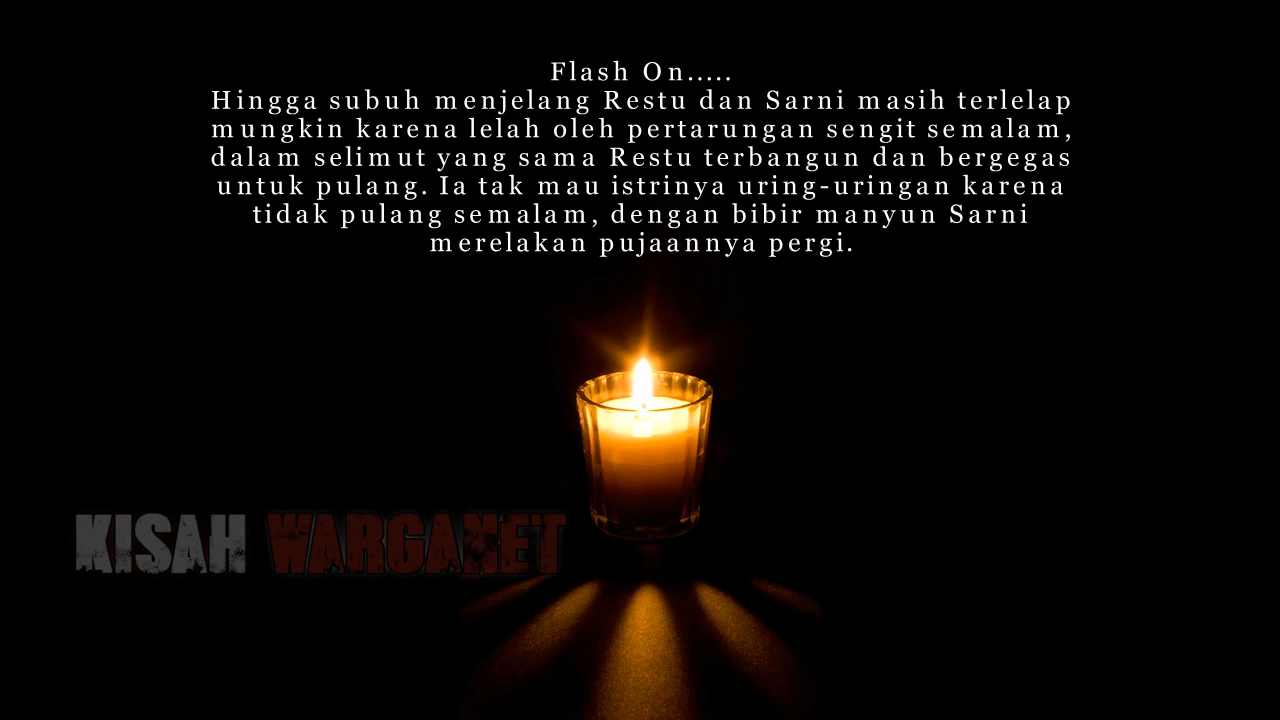 Flash On.....
Hingga subuh menjelang Restu dan Sarni masih terlelap
mungkin karena lelah oleh pertarungan sengit semalam,
dalam selimut yang sama Restu terbangun dan bergegas
untuk pulang. Ia tak mau istrinya uring-uringan karena
tidak pulang semalam, dengan bibir manyun Sarni
merelakan pujaannya pergi.
KISAH WARGANET